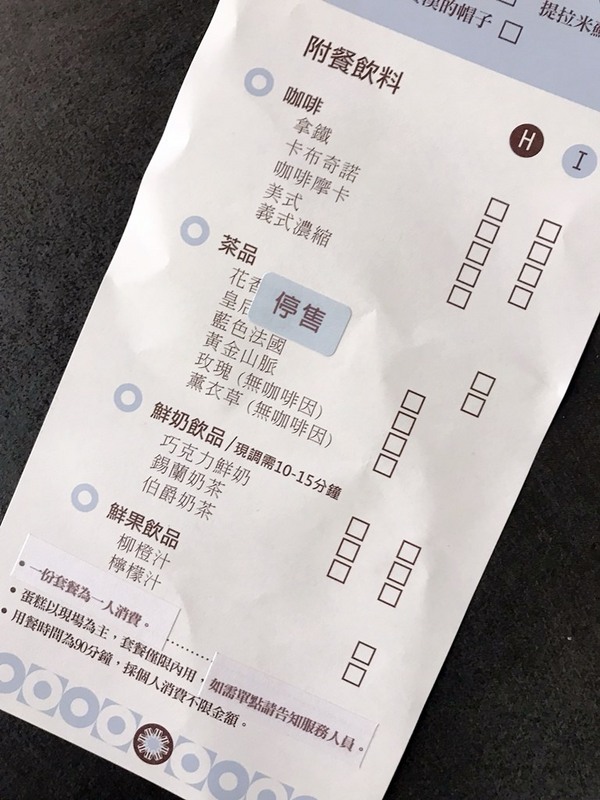 的帽子 □
提拉米
附餐飲料
H I
咖啡
拿鐵
卡布奇諾
咖啡摩卡
美式
義式濃縮
茶品
花香
皇
停售
藍色法國
黃金山脈
玫瑰 (無咖啡因)
薰衣草 (無咖啡因)
鮮奶飲品/現調需10-15分鐘
巧克力鮮奶
錫蘭奶茶
伯爵奶茶
鮮果飲品
柳橙汁
檸檬汁
• 一份套餐為一人消費。
• 蛋糕以現場為主，套餐僅限內用，如需單點請告知服務人員。
• 用餐時間為90分鐘，採個人消費不限金額。